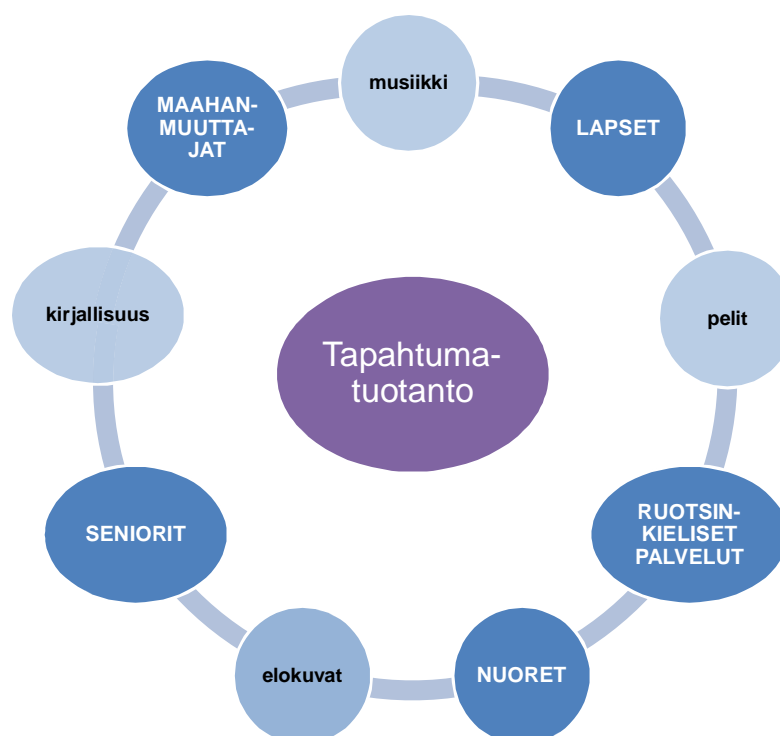 musiikki
MAAHAN-
MUUTTA-
JAT
LAPSET
kirjallisuus
pelit
Tapahtuma-
tuotanto
SENIORIT
RUOTSIN-
KIELISET
PALVELUT
elokuvat
NUORET